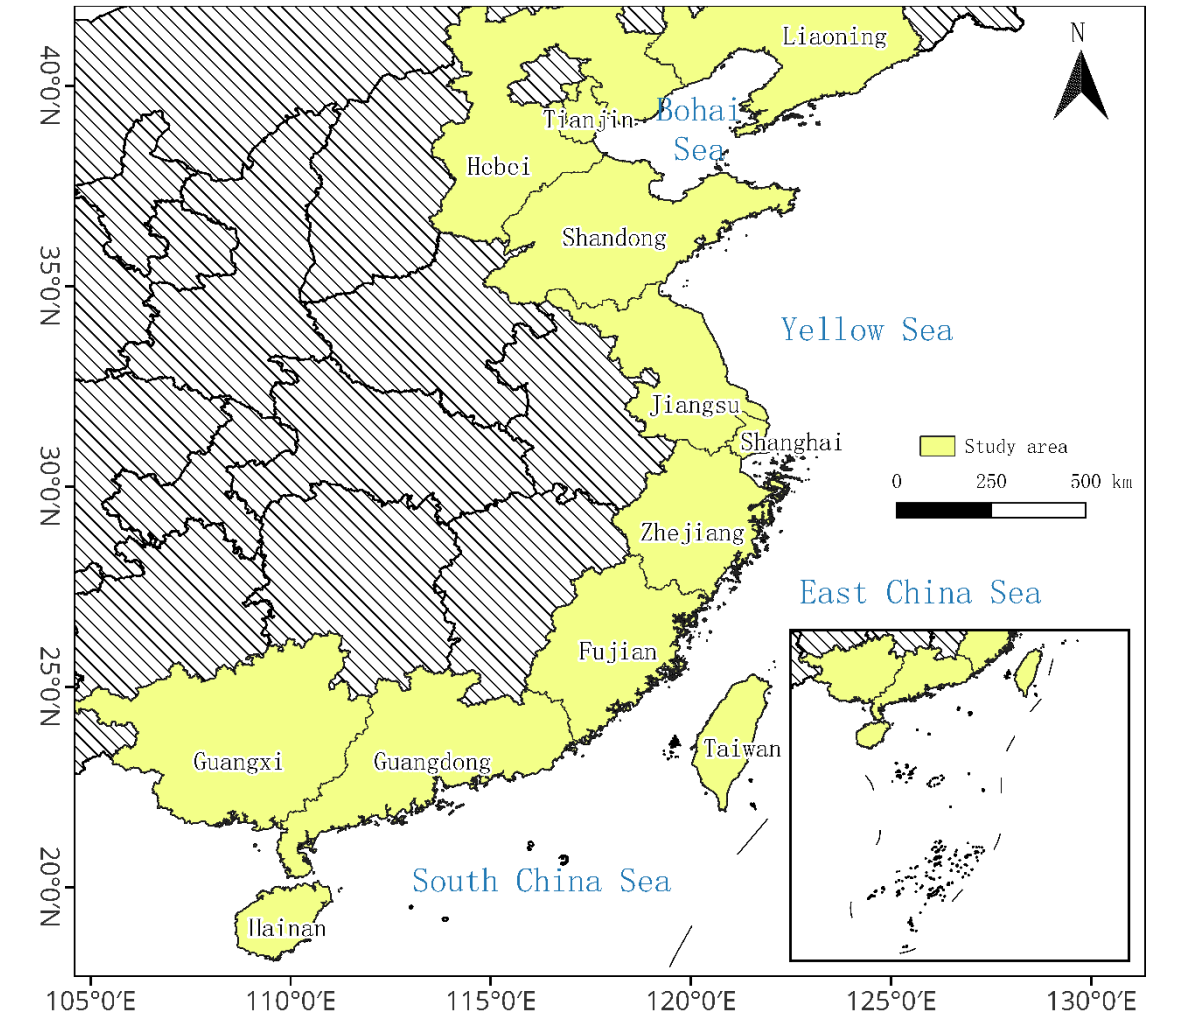 Liaoning
N
40°0′N
Bohai
Sea
Tianjin
Hebei
Shandong
35°0′N
Yellow Sea
Jiangsu
Shanghai
Study area
0 250 500 km
30°0′N
Zhejiang
East China Sea
Fujian
25°0′N
Taiwan
Guangxi
Guangdong
20°0′N
South China Sea
Hainan
105°0′E 110°0′E 115°0′E 120°0′E 125°0′E 130°0′E